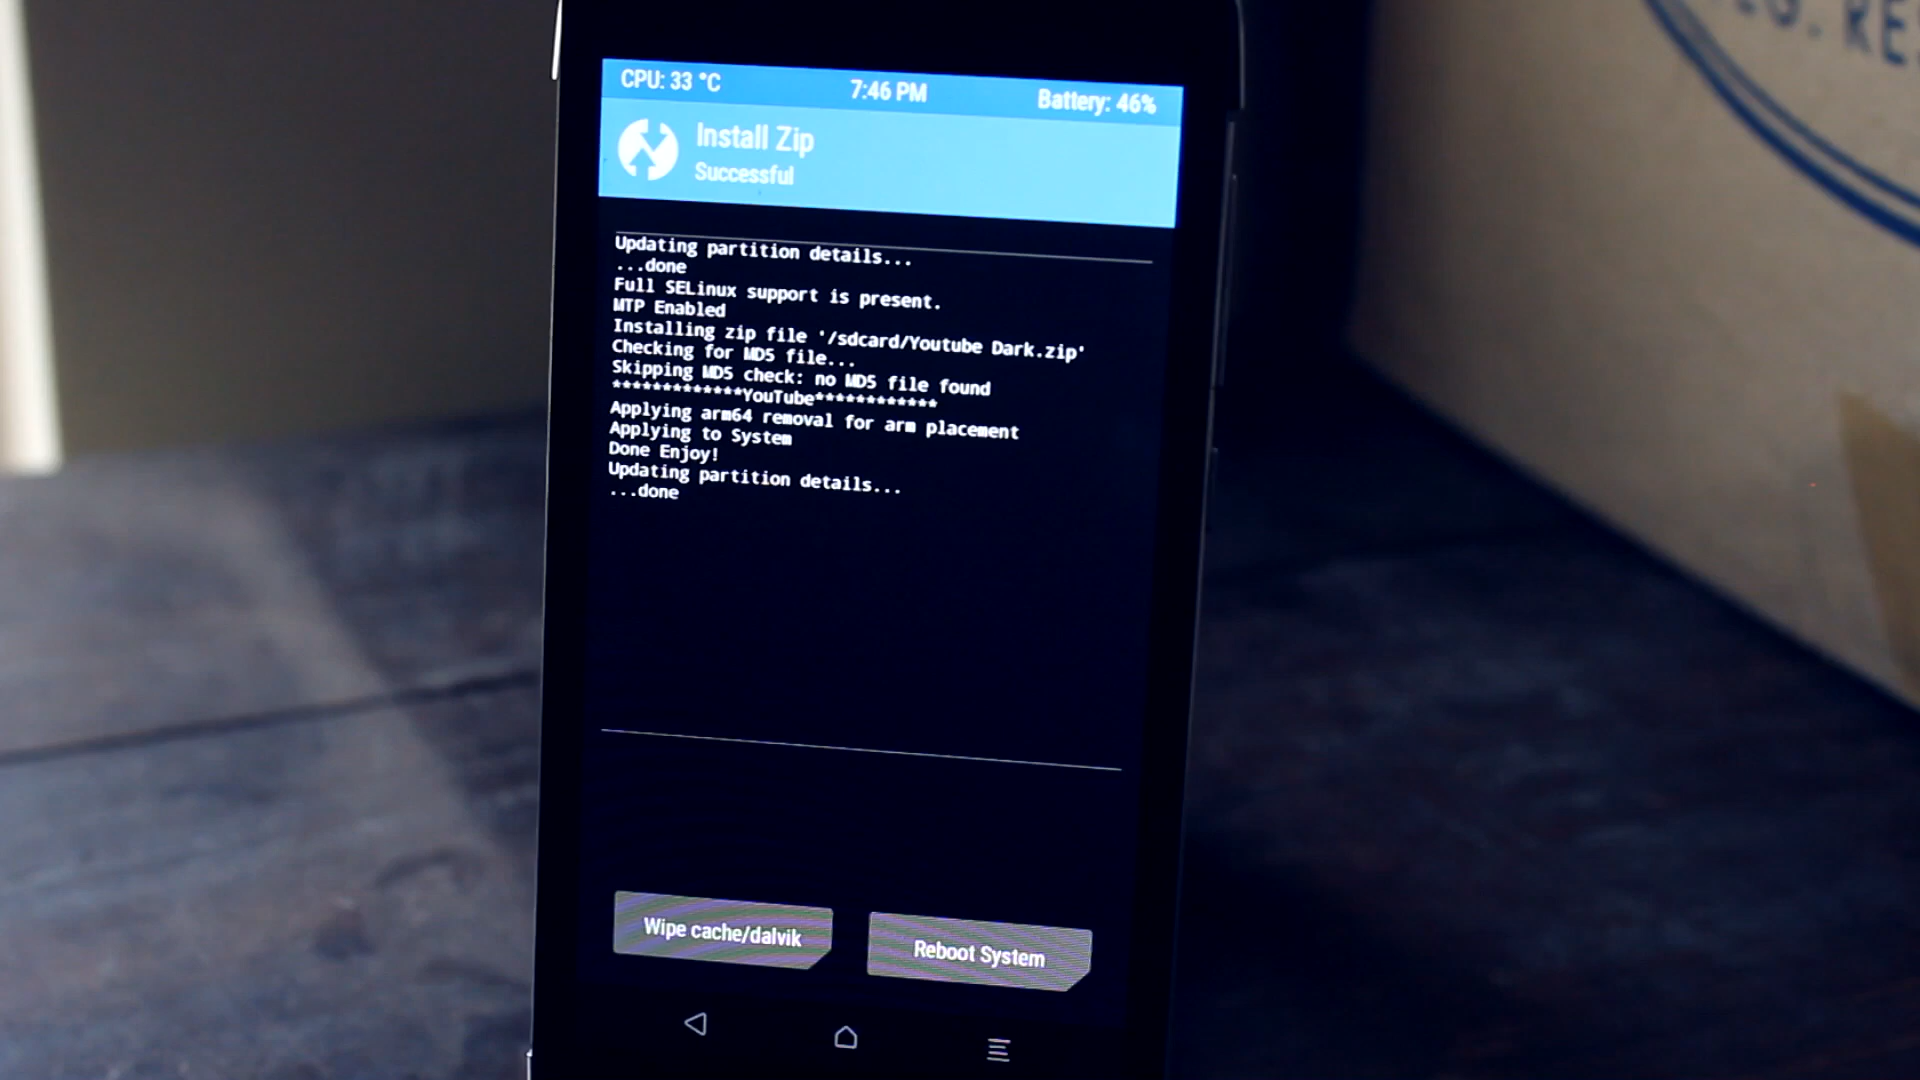 CPU: 33 °C 7:46 PM Battery: 46%
Install Zip
Successful
Updating partition details...
...done
Full SELinux support is present.
MTP Enabled
Installing zip file '/sdcard/Youtube Dark.zip'
Checking for MD5 file...
Skipping MD5 check: no MD5 file found
*************YouTube************
Applying arm64 removal for arm placement
Applying to System
Done Enjoy!
Updating partition details...
...done
Wipe cache/dalvik Reboot System